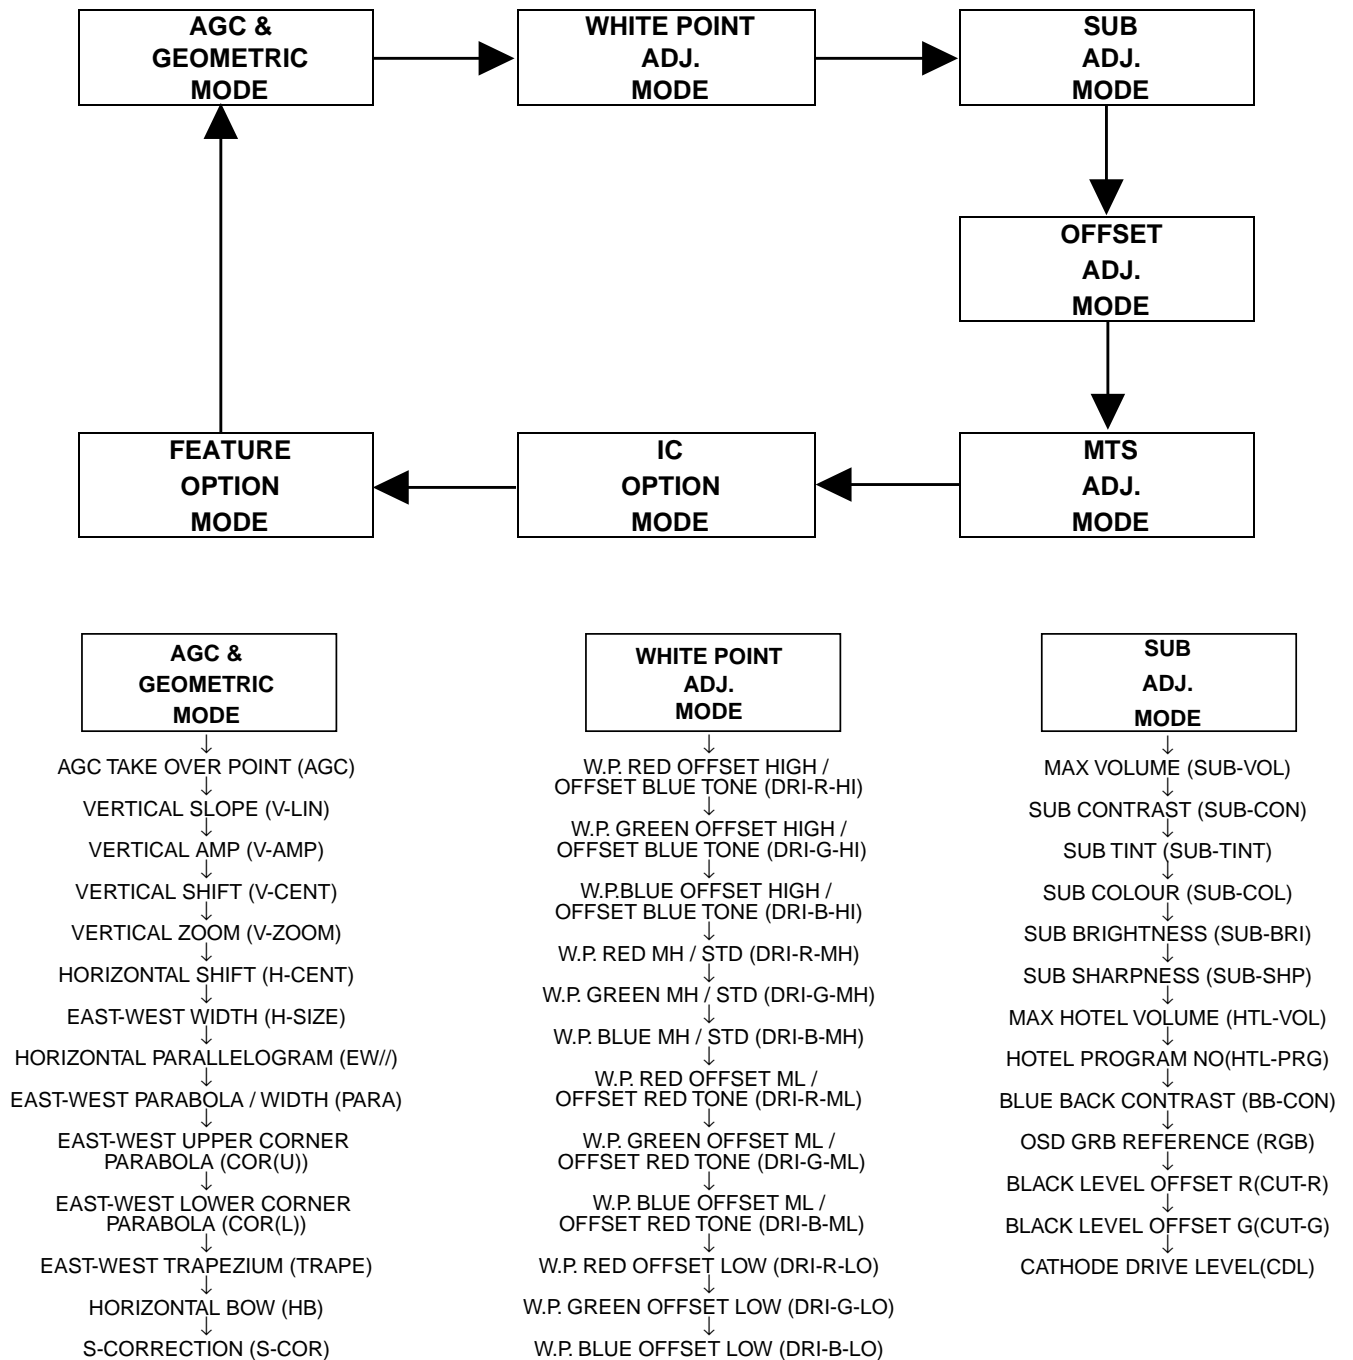 AGC &
GEOMETRIC
MODE
WHITE POINT
ADJ.
MODE
SUB
ADJ.
MODE
OFFSET
ADJ.
MODE
FEATURE
OPTION
MODE
IC
OPTION
MODE
MTS
ADJ.
MODE
AGC &
GEOMETRIC
MODE
AGC TAKE OVER POINT (AGC)
VERTICAL SLOPE (V-LIN)
VERTICAL AMP (V-AMP)
VERTICAL SHIFT (V-CENT)
VERTICAL ZOOM (V-ZOOM)
HORIZONTAL SHIFT (H-CENT)
EAST-WEST WIDTH (H-SIZE)
HORIZONTAL PARALLELOGRAM (EW//)
EAST-WEST PARABOLA / WIDTH (PARA)
EAST-WEST UPPER CORNER
PARABOLA (COR(U))
EAST-WEST LOWER CORNER
PARABOLA (COR(L))
EAST-WEST TRAPEZIUM (TRAPE)
HORIZONTAL BOW (HB)
S-CORRECTION (S-COR)
WHITE POINT
ADJ.
MODE
W.P. RED OFFSET HIGH /
OFFSET BLUE TONE (DRI-R-HI)
W.P. GREEN OFFSET HIGH /
OFFSET BLUE TONE (DRI-G-HI)
W.P.BLUE OFFSET HIGH /
OFFSET BLUE TONE (DRI-B-HI)
W.P. RED MH / STD (DRI-R-MH)
W.P. GREEN MH / STD (DRI-G-MH)
W.P. BLUE MH / STD (DRI-B-MH)
W.P. RED OFFSET ML /
OFFSET RED TONE (DRI-R-ML)
W.P. GREEN OFFSET ML /
OFFSET RED TONE (DRI-G-ML)
W.P. BLUE OFFSET ML /
OFFSET RED TONE (DRI-B-ML)
W.P. RED OFFSET LOW (DRI-R-LO)
W.P. GREEN OFFSET LOW (DRI-G-LO)
W.P. BLUE OFFSET LOW (DRI-B-LO)
SUB
ADJ.
MODE
MAX VOLUME (SUB-VOL)
SUB CONTRAST (SUB-CON)
SUB TINT (SUB-TINT)
SUB COLOUR (SUB-COL)
SUB BRIGHTNESS (SUB-BRI)
SUB SHARPNESS (SUB-SHP)
MAX HOTEL VOLUME (HTL-VOL)
HOTEL PROGRAM NO(HTL-PRG)
BLUE BACK CONTRAST (BB-CON)
OSD GRB REFERENCE (RGB)
BLACK LEVEL OFFSET R(CUT-R)
BLACK LEVEL OFFSET G(CUT-G)
CATHODE DRIVE LEVEL(CDL)